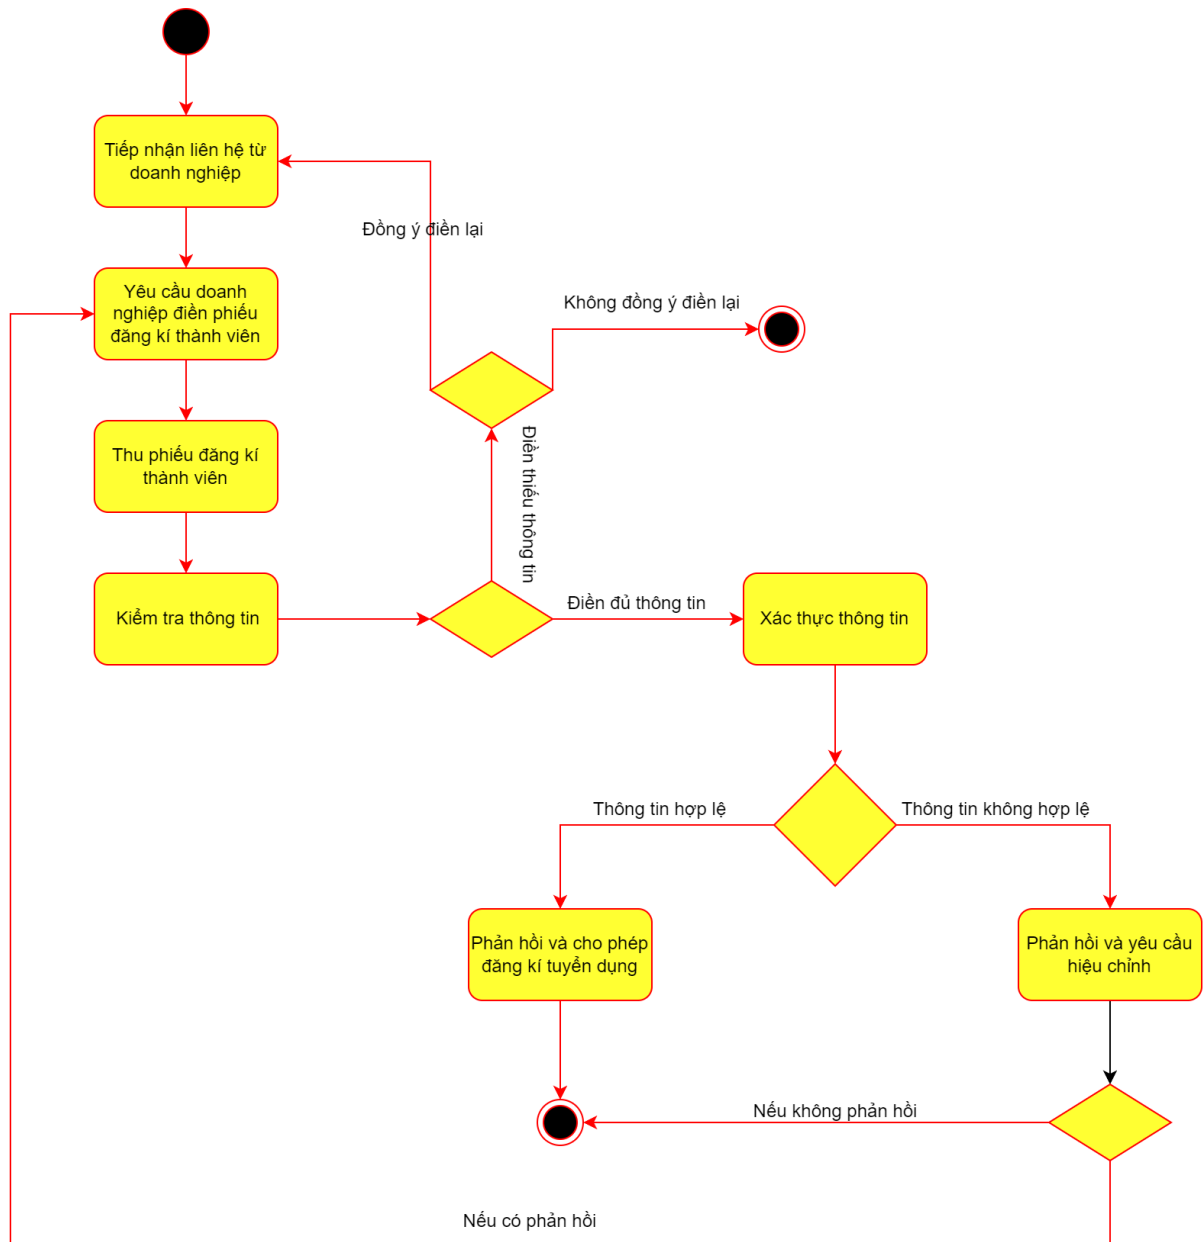 Tiếp nhận liên hệ từ
doanh nghiệp
Đồng ý điền lại
Yêu cầu doanh
nghiệp điền phiếu
đăng kí thành viên
Không đồng ý điền lại
Thu phiếu đăng kí
thành viên
Điền thiếu thông tin
Kiểm tra thông tin
Điền đủ thông tin
Xác thực thông tin
Thông tin hợp lệ
Thông tin không hợp lệ
Phản hồi và cho phép
đăng kí tuyển dụng
Phản hồi và yêu cầu
hiệu chỉnh
Nếu không phản hồi
Nếu có phản hồi